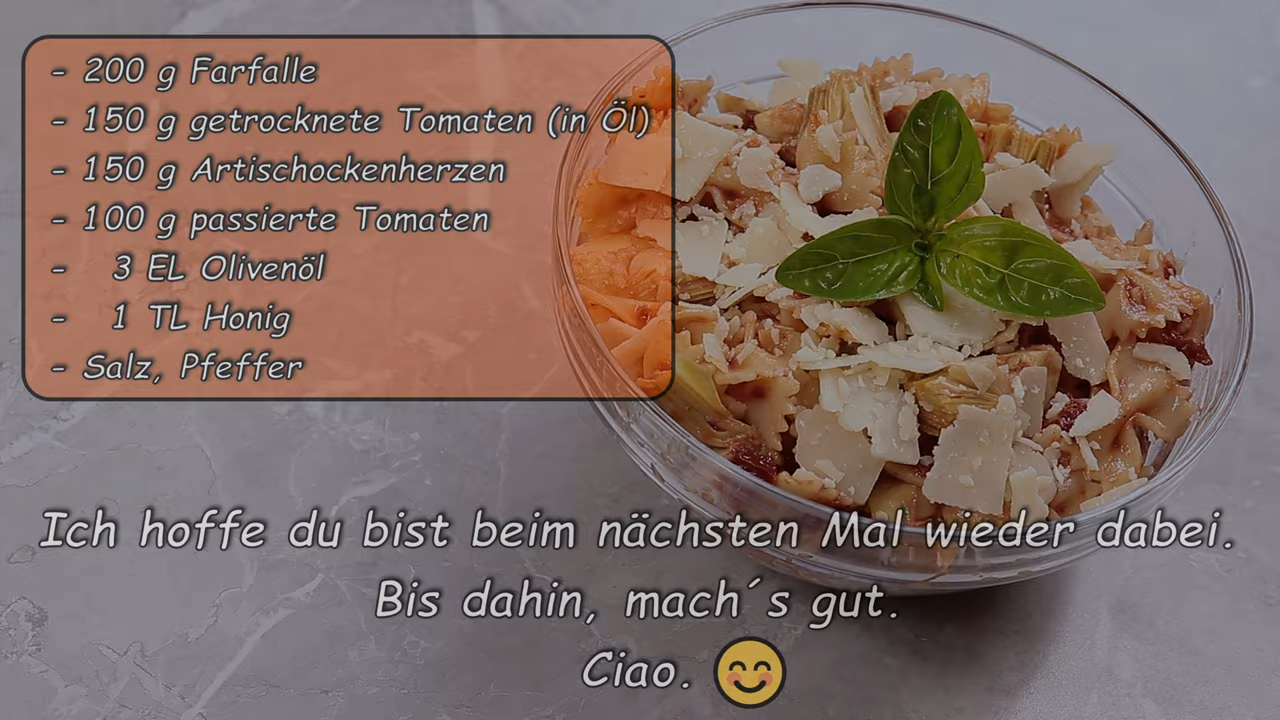 - 200 g Farfalle
- 150 g getrocknete Tomaten (in Öl)
- 150 g Artischockenherzen
- 100 g passierte Tomaten
- 3 EL Olivenöl
- 1 TL Honig
- Salz, Pfeffer
Ich hoffe du bist beim nächsten Mal wieder dabei.
Bis dahin, mach´s gut.
Ciao. 😊